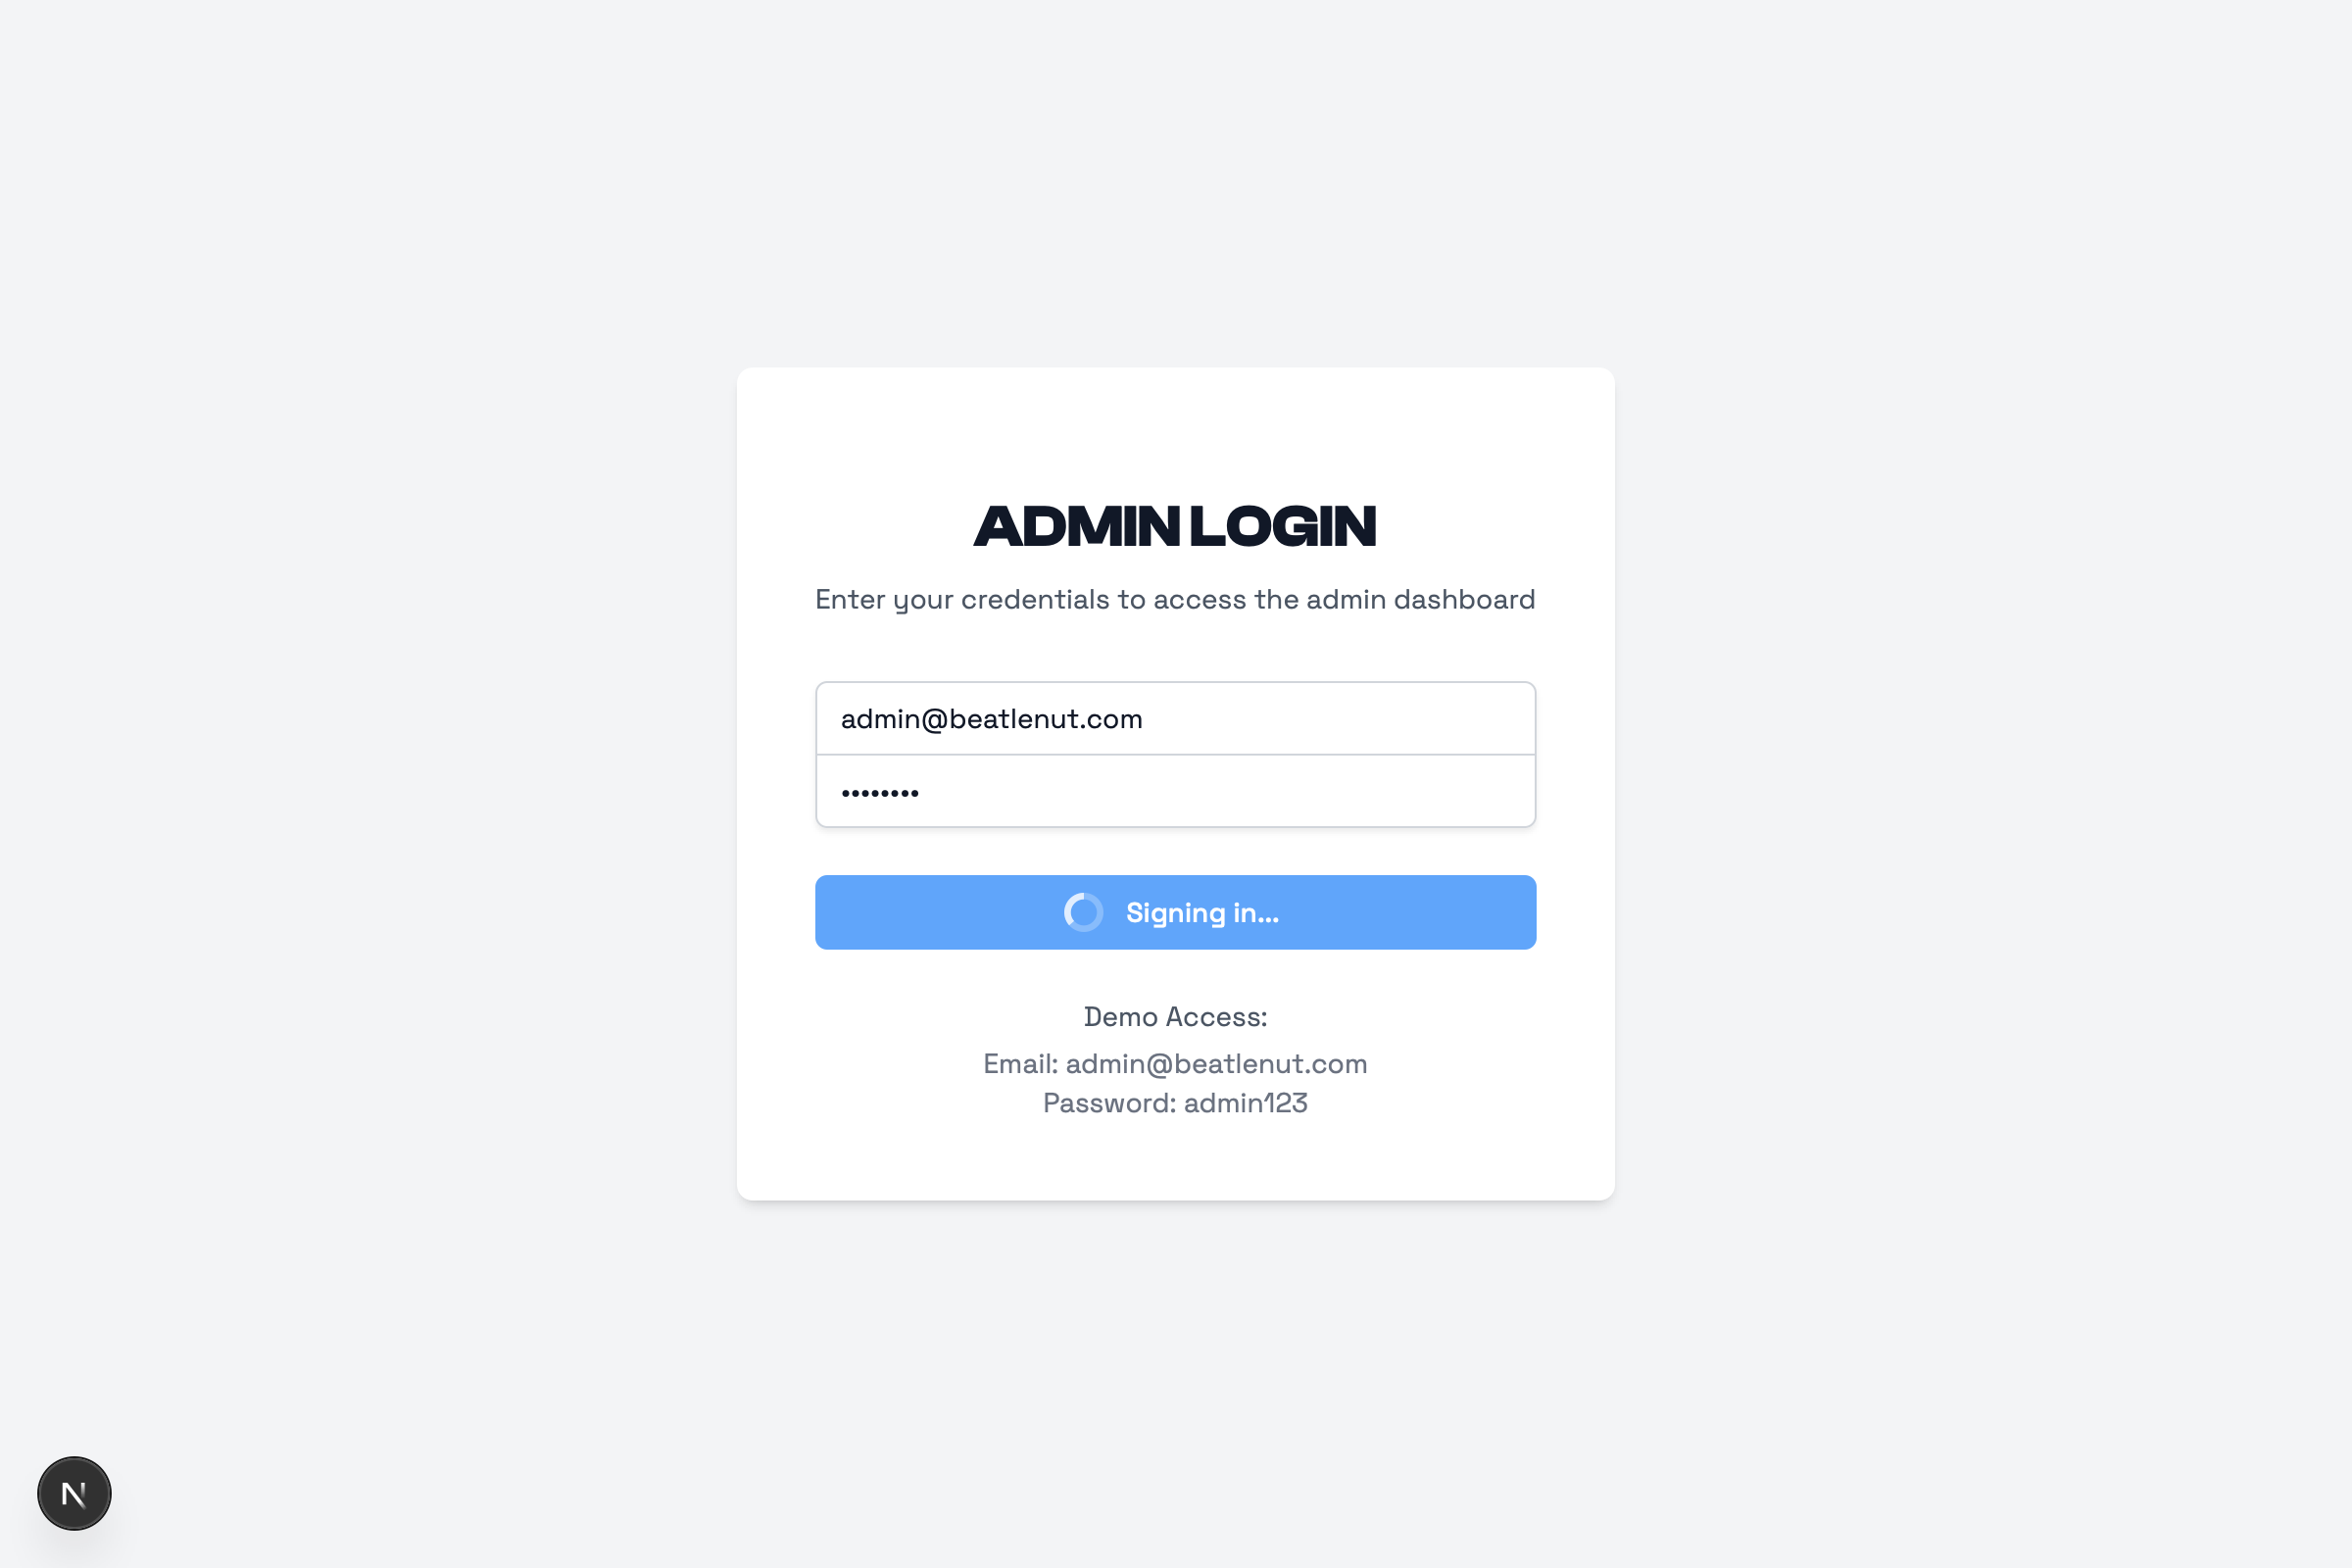 ADMIN LOGIN
Enter your credentials to access the admin dashboard
admin@beatlenut.com
••••••••
Signing in...
Demo Access:
Email: admin@beatlenut.com
Password: admin123
N